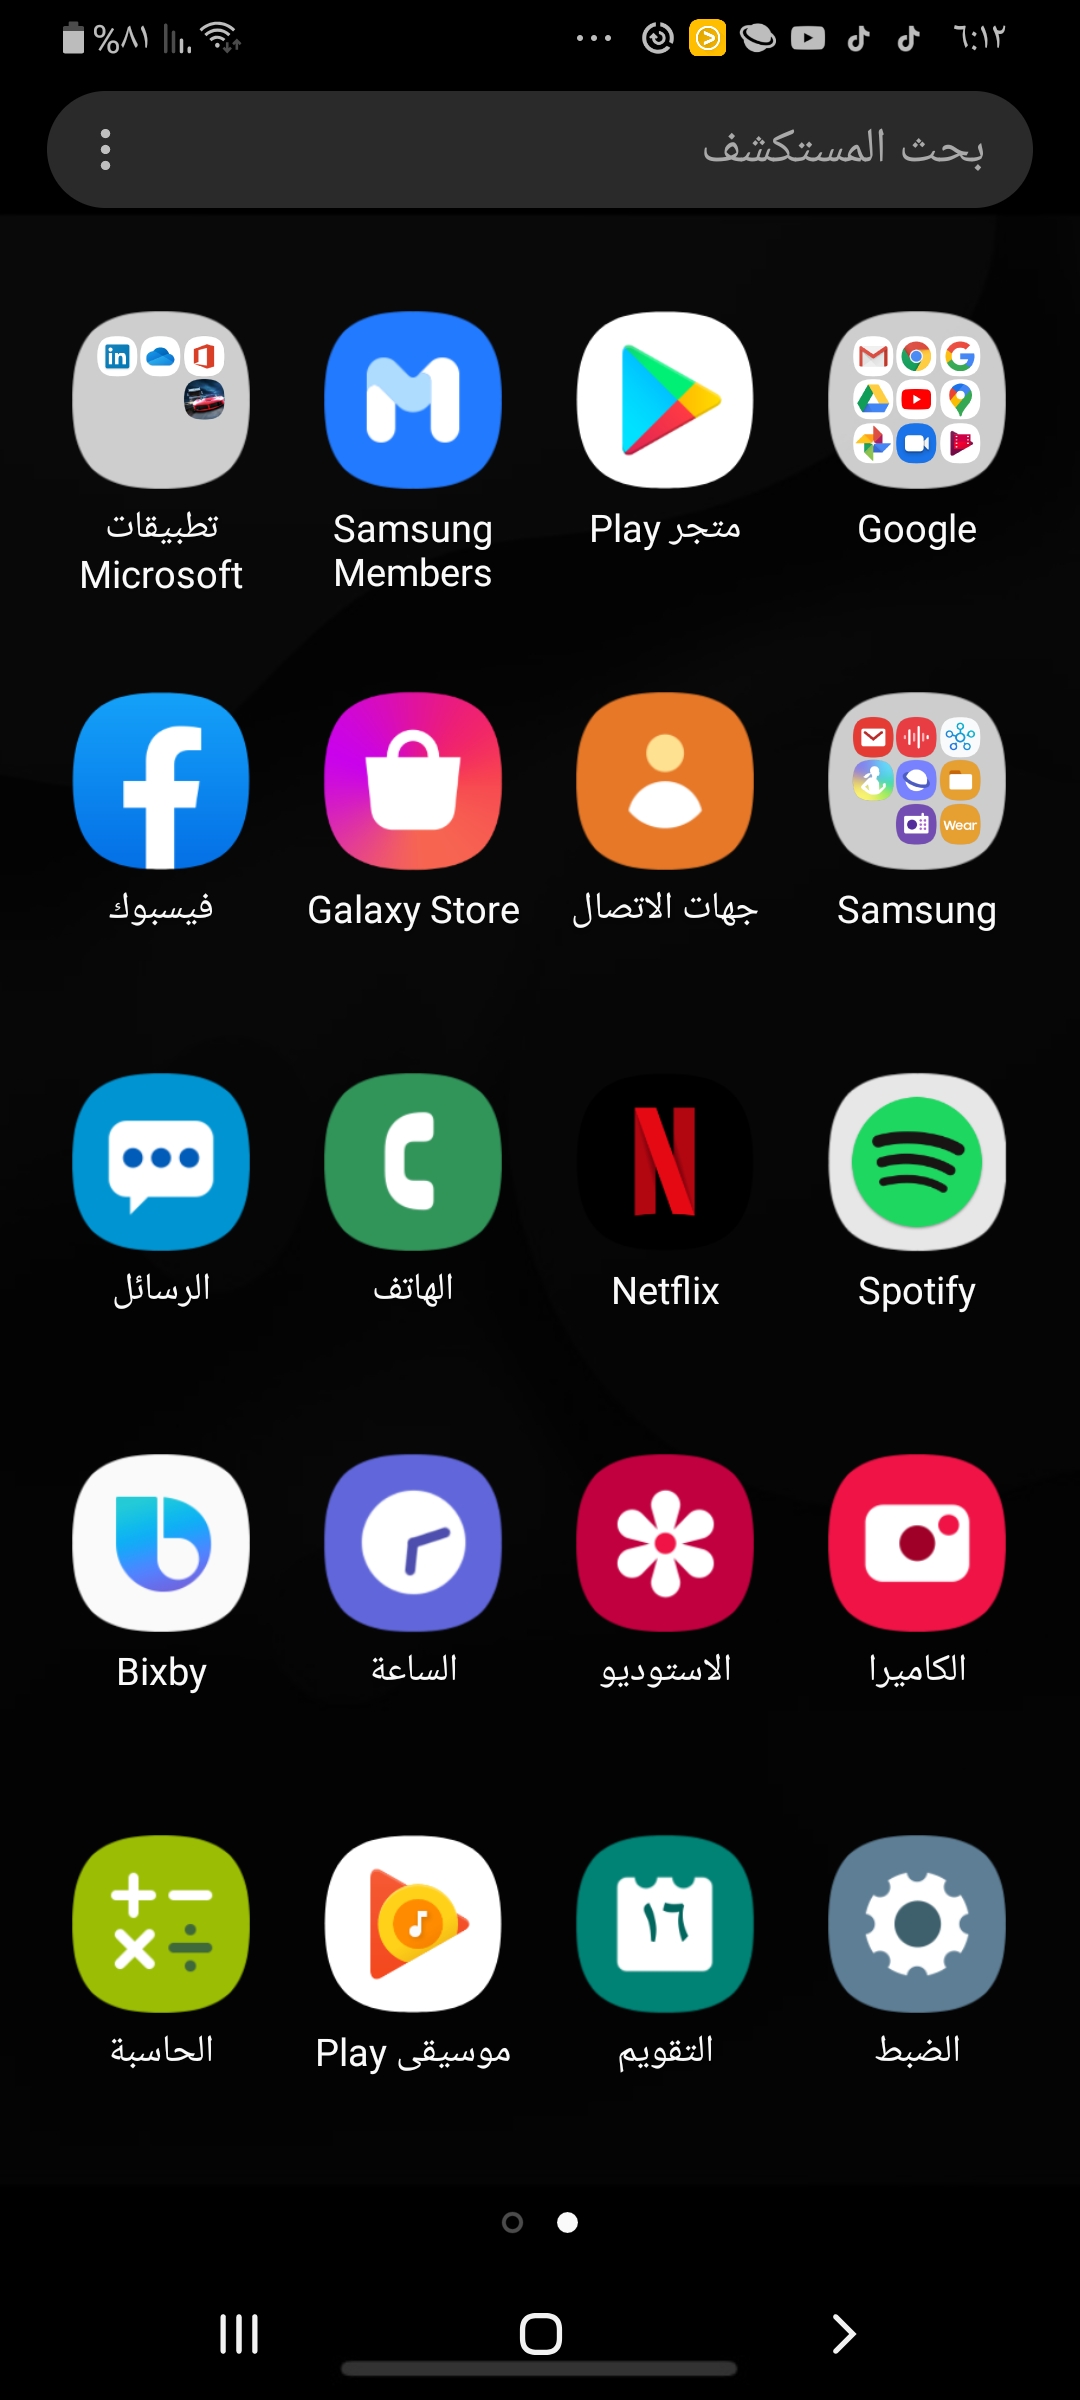 ٦:١٢
%٨١
بحث المستكشف
Google
متجر Play
Samsung
Members
تطبيقات
Microsoft
Wear
Samsung
جهات الاتصال
Galaxy Store
فيسبوك
Spotify
Netflix
الهاتف
الرسائل
الكاميرا
الاستوديو
الساعة
Bixby
١٦
الضبط
التقويم
موسيقى Play
الحاسبة